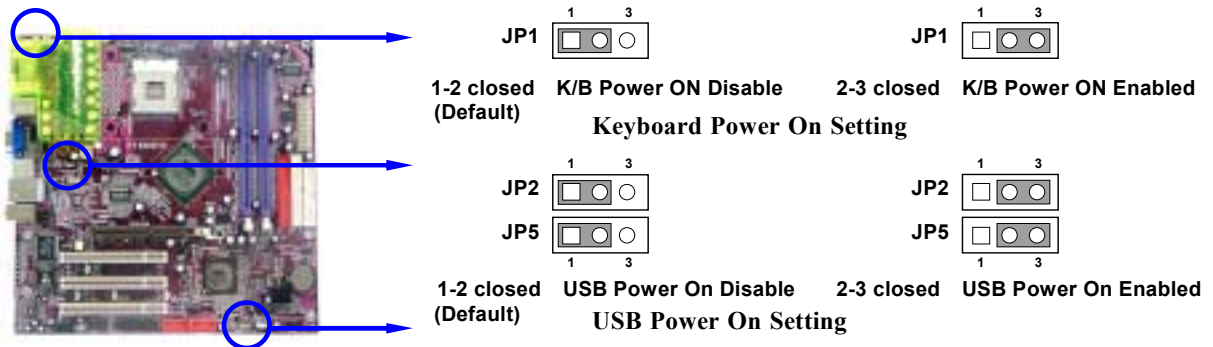 1 3 1 3
JP1 JP1
1-2 closed K/B Power ON Disable 2-3 closed K/B Power ON Enabled
(Default)
Keyboard Power On Setting
1 3 1 3
JP2 JP2
JP5 JP5
1 3 1 3
1-2 closed USB Power On Disable 2-3 closed USB Power On Enabled
(Default)
USB Power On Setting